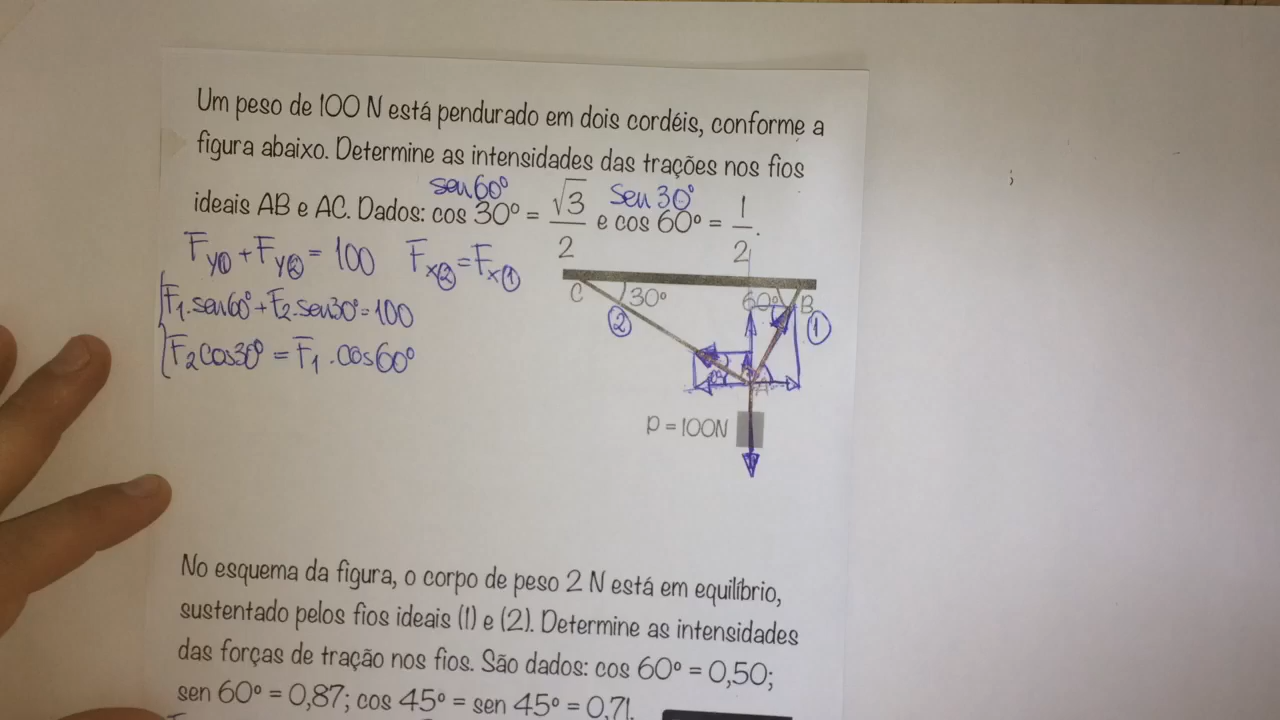 Um peso de 100 N está pendurado em dois cordéis, conforme a
figura abaixo. Determine as intensidades das trações nos fios
sen 60° Sen 30°
ideais AB e AC. Dados: cos 30° = √3/2 e cos 60° = 1/2.
Fy① + Fy② = 100 Fx② = Fx①
F1.sen60° + F2.sen30° = 100
F2cos30° = F1.cos60°
C 30° 60° B
② ①
A
P = 100N
No esquema da figura, o corpo de peso 2 N está em equilíbrio,
sustentado pelos fios ideais (1) e (2). Determine as intensidades
das forças de tração nos fios. São dados: cos 60° = 0,50;
sen 60° = 0,87; cos 45° = sen 45° = 0,71.